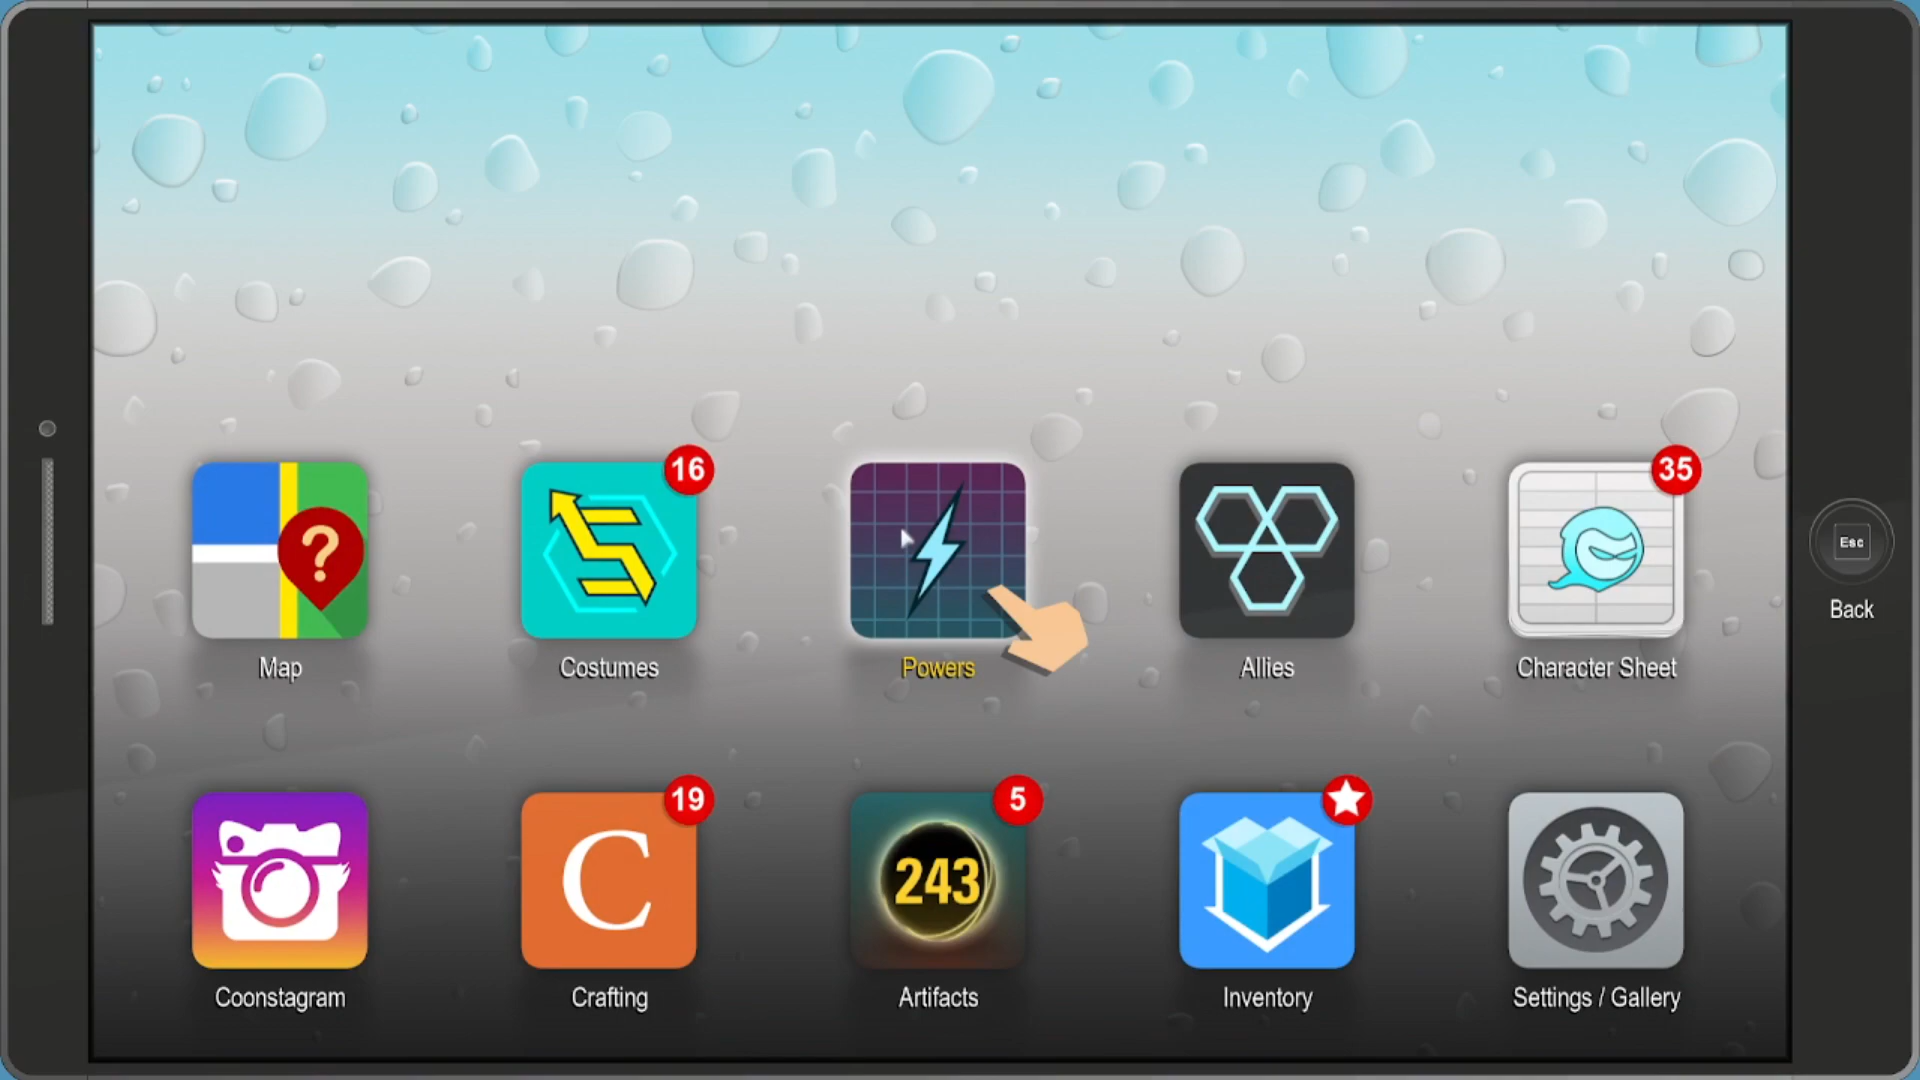 16
35
?
Esc
Back
Map
Costumes
Powers
Allies
Character Sheet
19
5
C
243
Coonstagram
Crafting
Artifacts
Inventory
Settings / Gallery